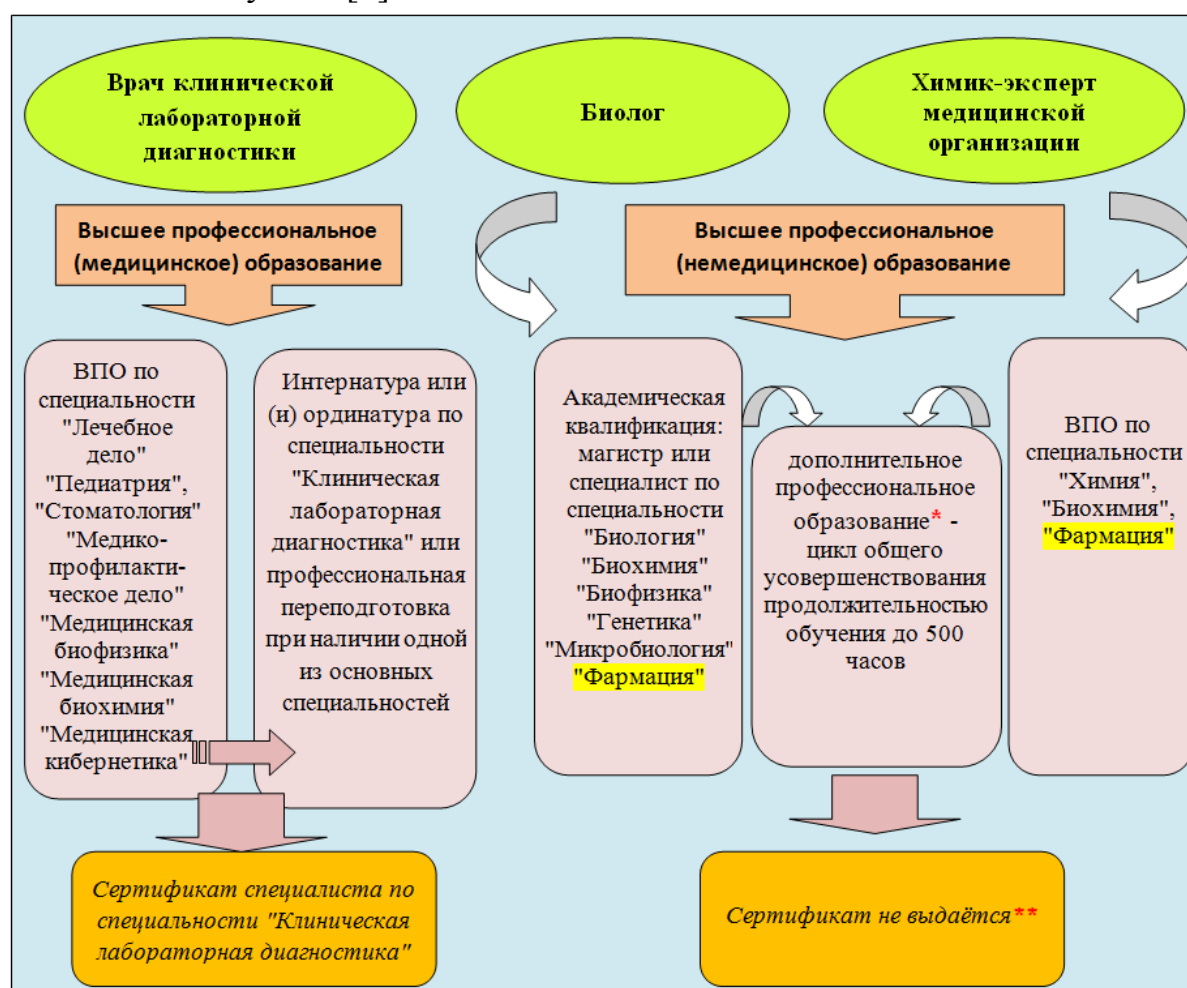 Врач клинической
лабораторной
диагностики
Биолог
Химик-эксперт
медицинской
организации
Высшее профессиональное
(медицинское) образование
Высшее профессиональное
(немедицинское) образование
ВПО по
специальности
"Лечебное
дело"
"Педиатрия",
"Стоматология"
"Медико-
профилакти-
ческое дело"
"Медицинская
биофизика"
"Медицинская
биохимия"
"Медицинская
кибернетика"
Интернатура или
(и) ординатура по
специальности
"Клиническая
лабораторная
диагностика" или
профессиональная
переподготовка
при наличии одной
из основных
специальностей
Академическая
квалификация:
магистр или
специалист по
специальности
"Биология"
"Биохимия"
"Биофизика"
"Генетика"
"Микробиология"
"Фармация"
дополнительное
профессиональное
образование* -
цикл общего
усовершенствования
продолжительностью
обучения до 500
часов
ВПО по
специальности
"Химия",
"Биохимия",
"Фармация"
Сертификат специалиста по
специальности "Клиническая
лабораторная диагностика"
Сертификат не выдаётся**